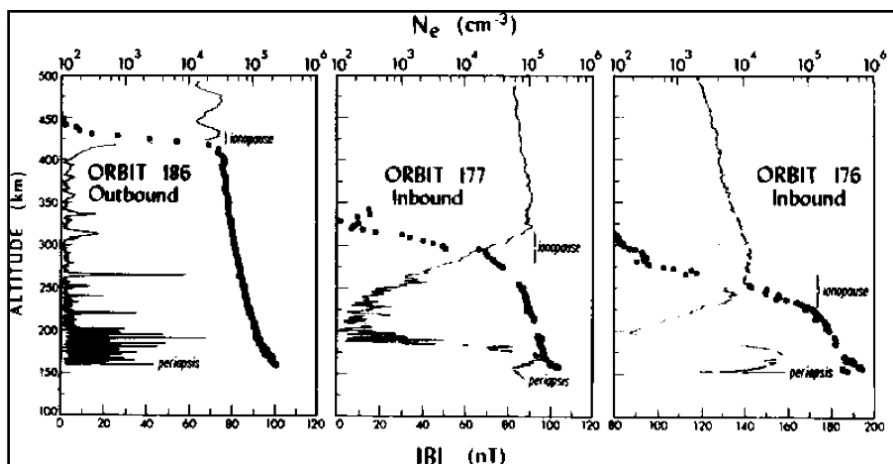 Nₑ (cm⁻³)
10² 10³ 10⁴ 10⁵ 10⁶ 10² 10³ 10⁴ 10⁵ 10⁶ 10² 10³ 10⁴ 10⁵ 10⁶
500
450
400
350
300
250
200
150
100
ALTITUDE (km)
ionopause
ORBIT 186
Outbound
periapsis
ORBIT 177
Inbound
ionopause
periapsis
ORBIT 176
Inbound
ionopause
periapsis
0 20 40 60 80 100 120 0 20 40 60 80 100 120 80 100 120 140 160 180 200
|B| (nT)